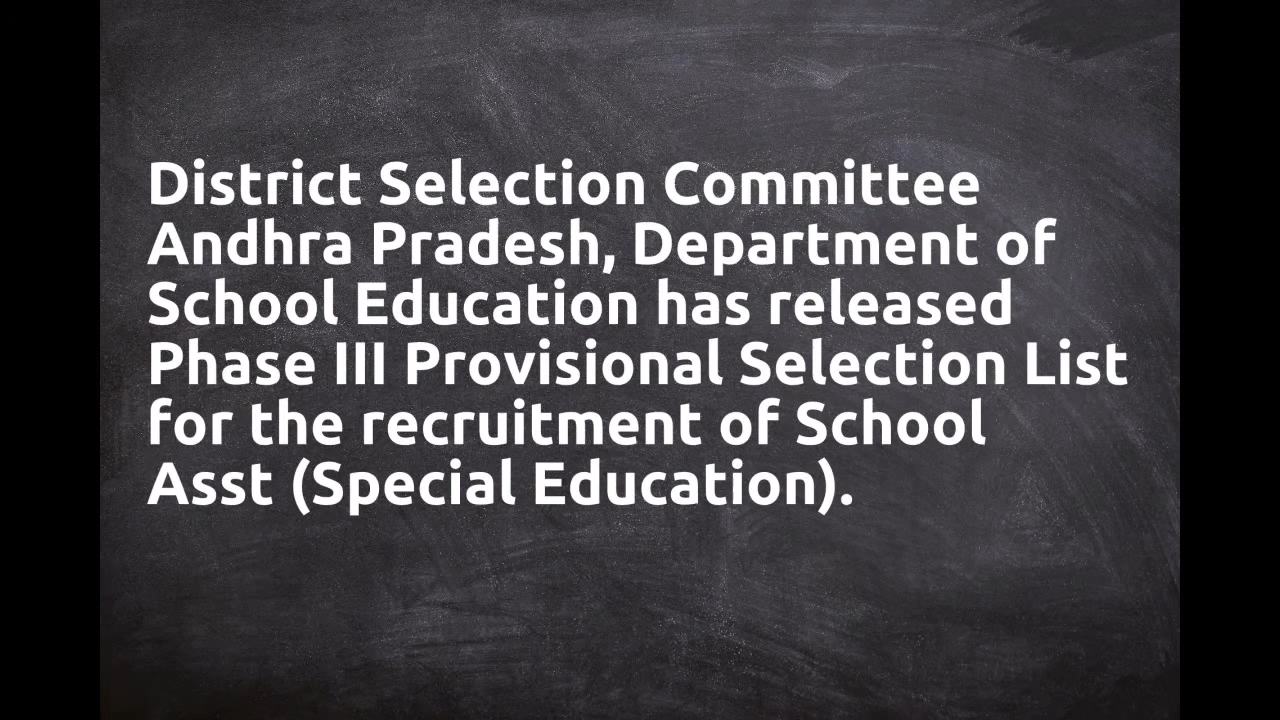 District Selection Committee
Andhra Pradesh, Department of
School Education has released
Phase III Provisional Selection List
for the recruitment of School
Asst (Special Education).